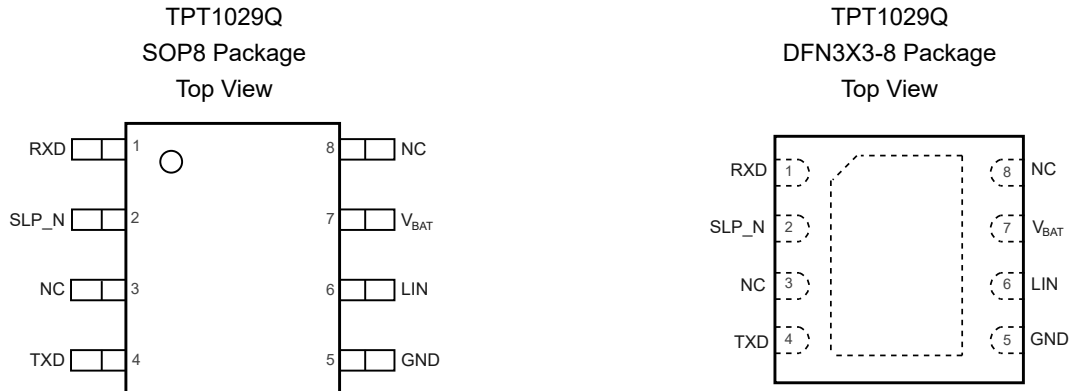 TPT1029Q
SOP8 Package
Top View
RXD 1 8 NC
SLP_N 2 7 VBAT
NC 3 6 LIN
TXD 4 5 GND
TPT1029Q
DFN3X3-8 Package
Top View
RXD 1 8 NC
SLP_N 2 7 VBAT
NC 3 6 LIN
TXD 4 5 GND